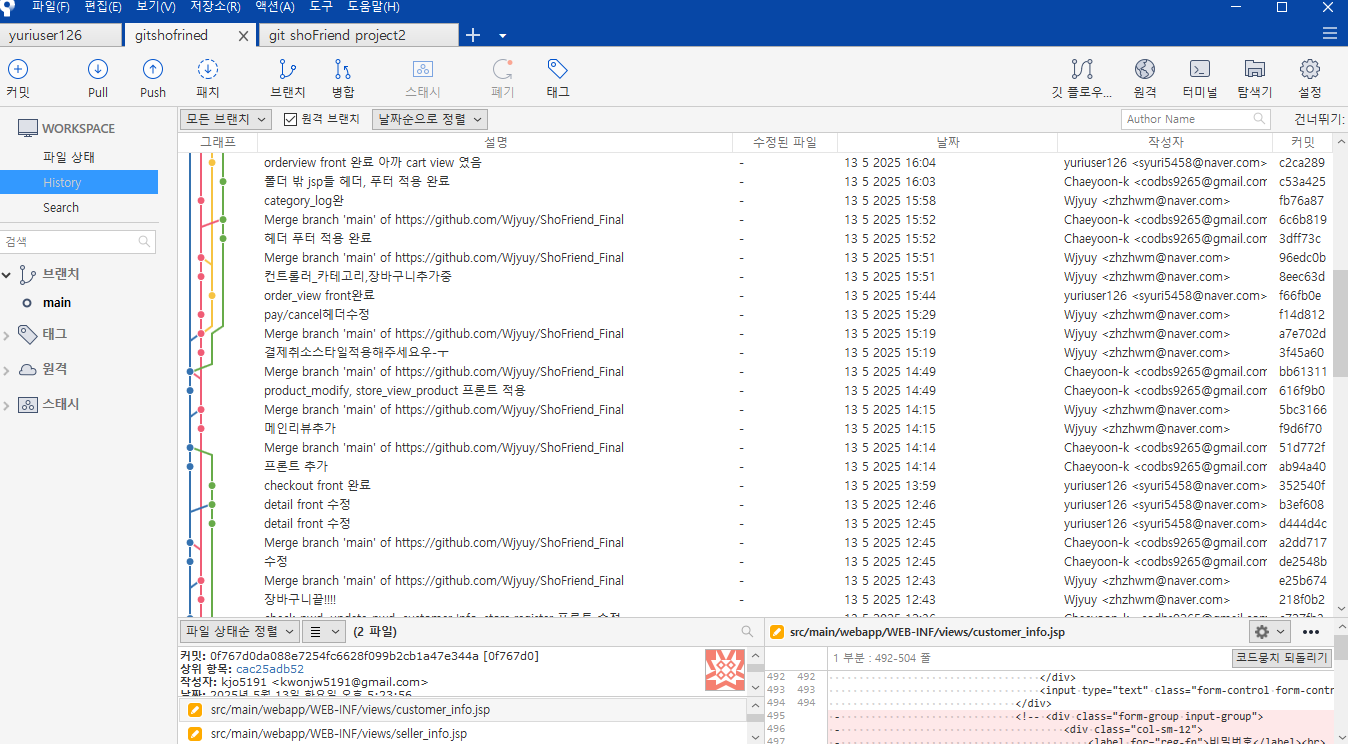 파일(F) 편집(E) 보기(V) 저장소(R) 액션(A) 도구 도움말(H)
yuriuser126 gitshofrined git shoFriend project2
커밋 Pull Push 패치 브랜치 병합 스태시 폐기 태그 깃 플로우... 원격 터미널 탐색기 설정
WORKSPACE
파일 상태
History
Search
검색
브랜치
main
태그
원격
스태시
모든 브랜치 원격 브랜치 날짜순으로 정렬 Author Name 건너뛰기:
그래프 설명 수정된 파일 날짜 작성자 커밋
orderview front 완료 아까 cart view 였음 - 13 5 2025 16:04 yuriuser126 <syuri5458@naver.com> c2ca289
폴더 밖 jsp들 헤더, 푸터 적용 완료 - 13 5 2025 16:03 Chaeyoon-k <codbs9265@gmail.com c53a425
category_log완 - 13 5 2025 15:58 Wjyuy <zhzhwm@naver.com> fb76a87
Merge branch 'main' of https://github.com/Wjyuy/ShoFriend_Final - 13 5 2025 15:52 Chaeyoon-k <codbs9265@gmail.com 6c6b819
헤더 푸터 적용 완료 - 13 5 2025 15:52 Chaeyoon-k <codbs9265@gmail.com 3dff73c
Merge branch 'main' of https://github.com/Wjyuy/ShoFriend_Final - 13 5 2025 15:51 Wjyuy <zhzhwm@naver.com> 96edc0b
컨트롤러_카테리고,장바구니추가중 - 13 5 2025 15:51 Wjyuy <zhzhwm@naver.com> 8eec63d
order_view front완료 - 13 5 2025 15:44 yuriuser126 <syuri5458@naver.com> f66fb0e
pay/cancel헤더수정 - 13 5 2025 15:29 Wjyuy <zhzhwm@naver.com> f14d812
Merge branch 'main' of https://github.com/Wjyuy/ShoFriend_Final - 13 5 2025 15:19 Wjyuy <zhzhwm@naver.com> a7e702d
결제취소스타일적용해주세요우-ㅜ - 13 5 2025 15:19 Wjyuy <zhzhwm@naver.com> 3f45a60
Merge branch 'main' of https://github.com/Wjyuy/ShoFriend_Final - 13 5 2025 14:49 Chaeyoon-k <codbs9265@gmail.com bb61311
product_modify, store_view_product 프론트 적용 - 13 5 2025 14:49 Chaeyoon-k <codbs9265@gmail.com 616f9b0
Merge branch 'main' of https://github.com/Wjyuy/ShoFriend_Final - 13 5 2025 14:15 Wjyuy <zhzhwm@naver.com> 5bc3166
메인리뷰추가 - 13 5 2025 14:15 Wjyuy <zhzhwm@naver.com> f9d6f70
Merge branch 'main' of https://github.com/Wjyuy/ShoFriend_Final - 13 5 2025 14:14 Chaeyoon-k <codbs9265@gmail.com 51d772f
프론트 추가 - 13 5 2025 14:14 Chaeyoon-k <codbs9265@gmail.com ab94a40
checkout front 완료 - 13 5 2025 13:59 yuriuser126 <syuri5458@naver.com> 352540f
detail front 수정 - 13 5 2025 12:46 yuriuser126 <syuri5458@naver.com> b3ef608
detail front 수정 - 13 5 2025 12:45 yuriuser126 <syuri5458@naver.com> d444d4c
Merge branch 'main' of https://github.com/Wjyuy/ShoFriend_Final - 13 5 2025 12:45 Chaeyoon-k <codbs9265@gmail.com a2dd717
수정 - 13 5 2025 12:45 Chaeyoon-k <codbs9265@gmail.com de2548b
Merge branch 'main' of https://github.com/Wjyuy/ShoFriend_Final - 13 5 2025 12:43 Wjyuy <zhzhwm@naver.com> e25b674
장바구니끝!!!! - 13 5 2025 12:43 Wjyuy <zhzhwm@naver.com> 218f0b2
파일 상태순 정렬 (2 파일)
커밋: 0f767d0da088e7254fc6628f099b2cb1a47e344a [0f767d0]
상위 항목: cac25adb52
작성자: kjo5191 <kwonjw5191@gmail.com>
날짜: 2025년 5월 13일 화요일 오후 5:23:56
src/main/webapp/WEB-INF/views/customer_info.jsp
src/main/webapp/WEB-INF/views/seller_info.jsp
src/main/webapp/WEB-INF/views/customer_info.jsp
1 부분 : 492-504 줄 코드뭉치 되돌리기
492 492 </div>
493 493 <input type="text" class="form-control form-contr
494 494 </div>
495 - <!-- <div class="form-group input-group">
496 - <div class="col-sm-12">
497 - <label for="reg-fn">비밀번호</label><br>